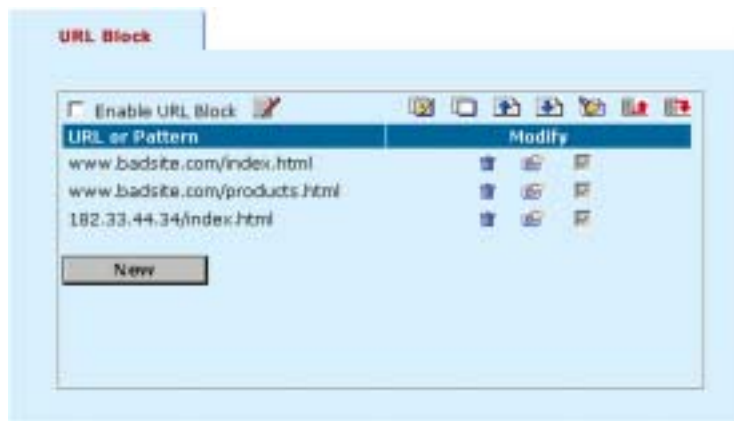 URL Block
Enable URL Block
URL or Pattern Modify
www.badsite.com/index.html
www.badsite.com/products.html
182.33.44.34/index.html
New